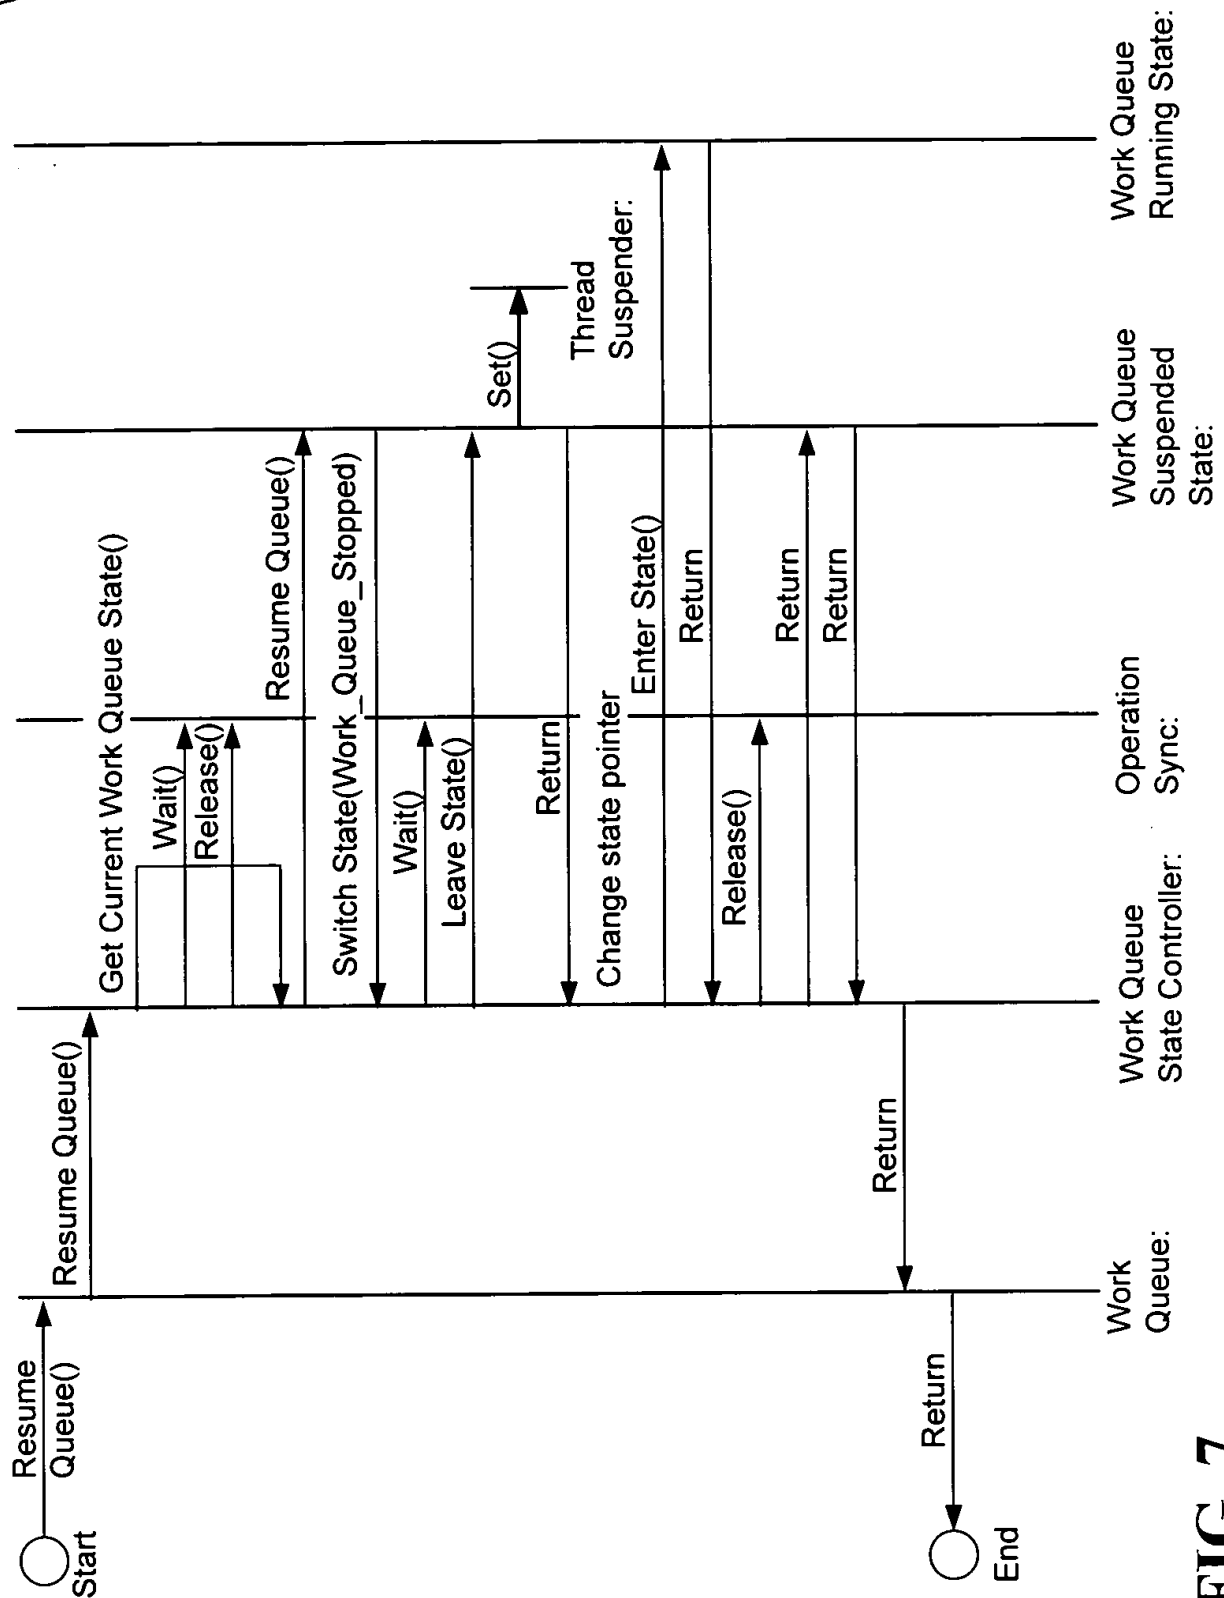 Start
Resume
Queue()
Resume Queue()
Get Current Work Queue State()
Wait()
Release()
Resume Queue()
Switch State(Work_Queue_Stopped)
Wait()
Leave State()
Set()
Thread
Suspender:
Return
Change state pointer
Enter State()
Return
Release()
Return
Return
Return
Return
End
Work
Queue:
Work Queue
State Controller:
Operation
Sync:
Work Queue
Suspended
State:
Work Queue
Running State:
FIG. 7